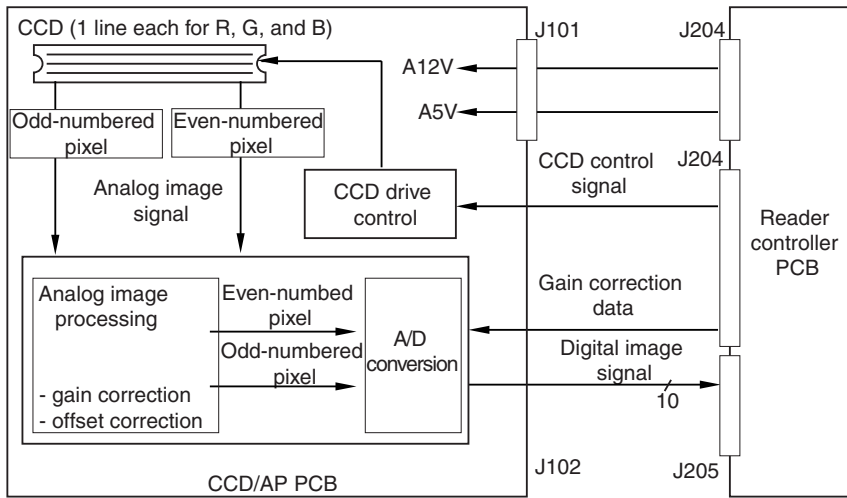 CCD (1 line each for R, G, and B)
J101
J204
A12V
A5V
Odd-numbered
pixel
Even-numbered
pixel
Analog image
signal
CCD drive
control
CCD control
signal
J204
Reader
controller
PCB
Analog image
processing
- gain correction
- offset correction
Even-numbed
pixel
Odd-numbered
pixel
A/D
conversion
Gain correction
data
Digital image
signal
10
J102
J205
CCD/AP PCB